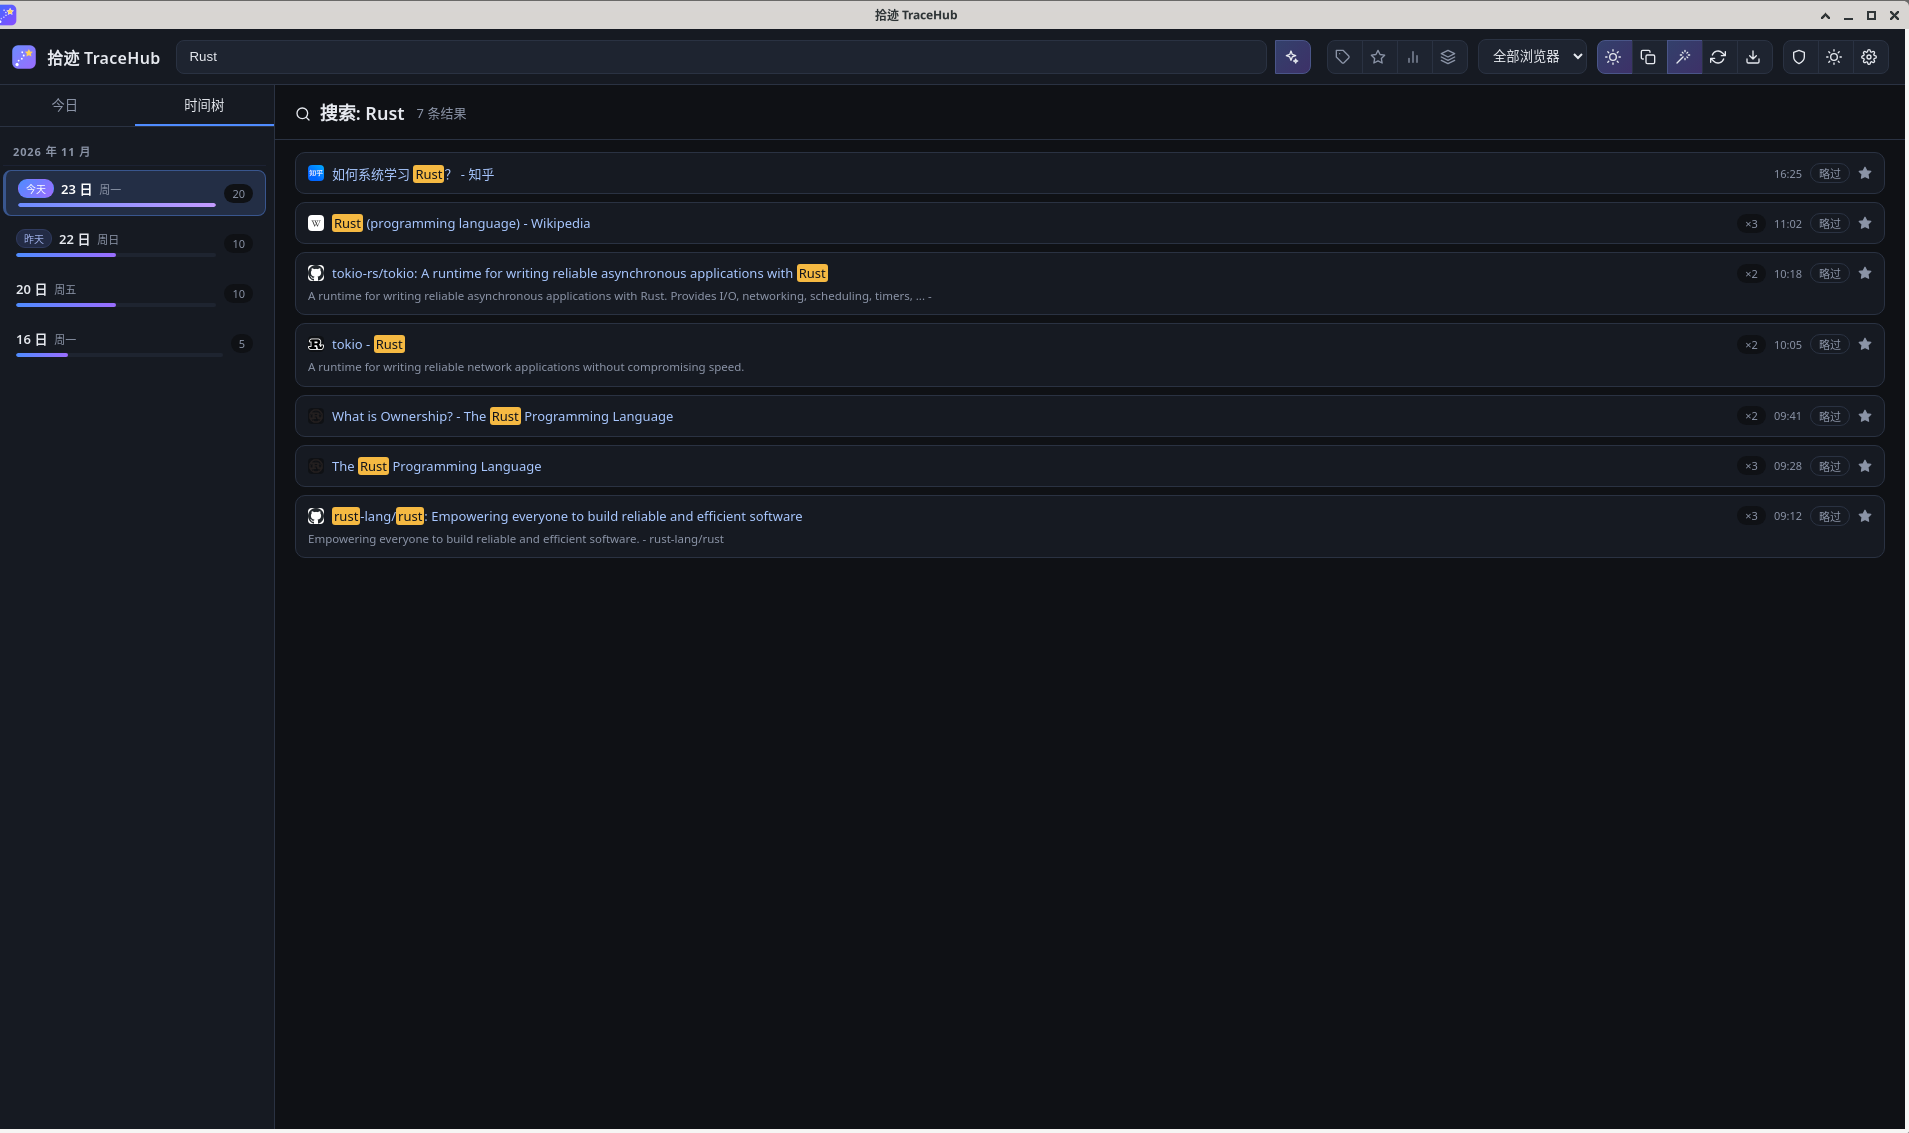 拾迹 TraceHub
拾迹 TraceHub
Rust
全部浏览器
今日
时间树
2026 年 11 月
今天 23 日 周一 20
昨天 22 日 周日 10
20 日 周五 10
16 日 周一 5
搜索: Rust 7 条结果
知乎 如何系统学习 Rust? - 知乎 16:25 略过
W Rust (programming language) - Wikipedia ×3 11:02 略过
tokio-rs/tokio: A runtime for writing reliable asynchronous applications with Rust ×2 10:18 略过
A runtime for writing reliable asynchronous applications with Rust. Provides I/O, networking, scheduling, timers, ... -
tokio - Rust ×2 10:05 略过
A runtime for writing reliable network applications without compromising speed.
What is Ownership? - The Rust Programming Language ×2 09:41 略过
The Rust Programming Language ×3 09:28 略过
rust-lang/rust: Empowering everyone to build reliable and efficient software ×3 09:12 略过
Empowering everyone to build reliable and efficient software. - rust-lang/rust